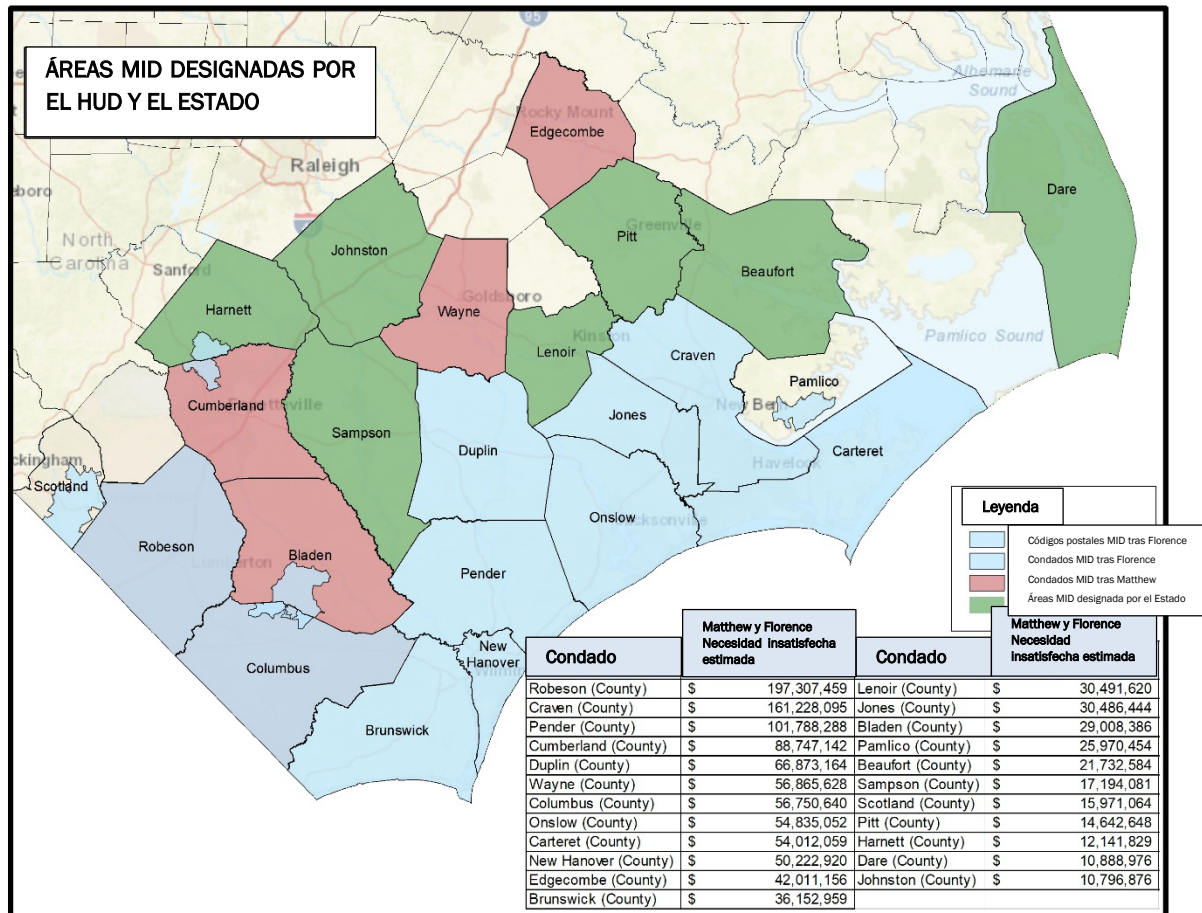 95
ÁREAS MID DESIGNADAS POR
EL HUD Y EL ESTADO
Albemarle
Sound
Rocky Mount
Edgecombe
Raleigh
Dare
boro
Greenville
Pitt
North
Carolina
Johnston
Beaufort
Sanford
Goldsboro
Harnett
Wayne
Kinston
Pamlico Sound
Lenoir
Craven
Pamlico
Cumberland
New Bern
Jones
Sampson
Duplin
Carteret
Havelock
ckingham
Scotland
Onslow
Jacksonville
Robeson
Bladen
Lumberton
Pender
Leyenda
Códigos postales MID tras Florence
Condados MID tras Florence
Condados MID tras Matthew
Áreas MID designada por el Estado
New
Hanover
Columbus
Brunswick
Condado Matthew y Florence Necesidad Insatisfecha estimada Condado Matthew y Florence Necesidad Insatisfecha estimada
Robeson (County) $ 197,307,459 Lenoir (County) $ 30,491,620
Craven (County) $ 161,228,095 Jones (County) $ 30,486,444
Pender (County) $ 101,788,288 Bladen (County) $ 29,008,386
Cumberland (County) $ 88,747,142 Pamlico (County) $ 25,970,454
Duplin (County) $ 66,873,164 Beaufort (County) $ 21,732,584
Wayne (County) $ 56,865,628 Sampson (County) $ 17,194,081
Columbus (County) $ 56,750,640 Scotland (County) $ 15,971,064
Onslow (County) $ 54,835,052 Pitt (County) $ 14,642,648
Carteret (County) $ 54,012,059 Harnett (County) $ 12,141,829
New Hanover (County) $ 50,222,920 Dare (County) $ 10,888,976
Edgecombe (County) $ 42,011,156 Johnston (County) $ 10,796,876
Brunswick (County) $ 36,152,959